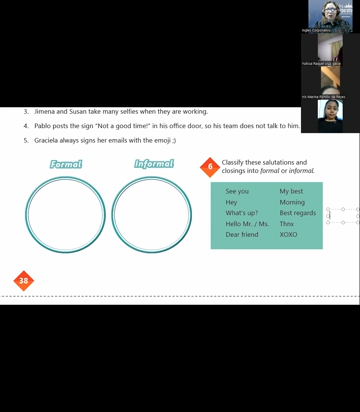 3. Jimena and Susan take many selfies when they are working.
4. Pablo posts the sign "Not a good time!" in his office door, so his team does not talk to him.
5. Graciela always signs her emails with the emoji ;)
Formal
Informal
6 Classify these salutations and
closings into formal or informal.
See you My best
Hey Morning
What's up? Best regards
Hello Mr. / Ms. Thnx
Dear friend XOXO
38